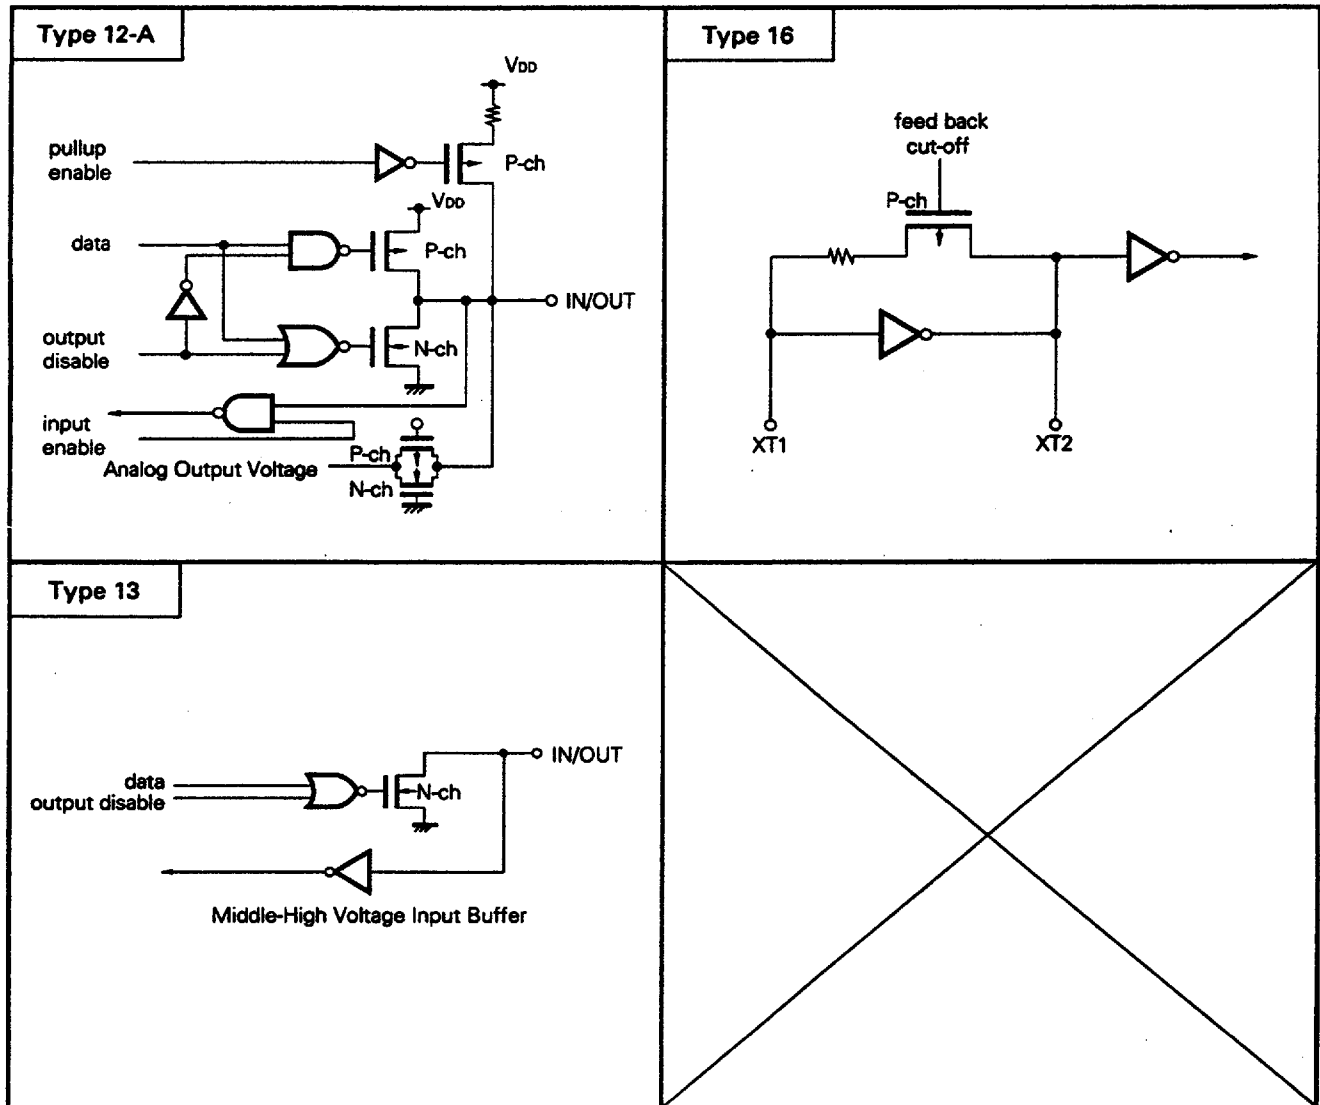 Type 12-A
VDD
pullup
enable
P-ch
VDD
data
P-ch
IN/OUT
output
disable
N-ch
input
enable
P-ch
Analog Output Voltage
N-ch
Type 16
feed back
cut-off
P-ch
XT1
XT2
Type 13
IN/OUT
data
output disable
N-ch
Middle-High Voltage Input Buffer